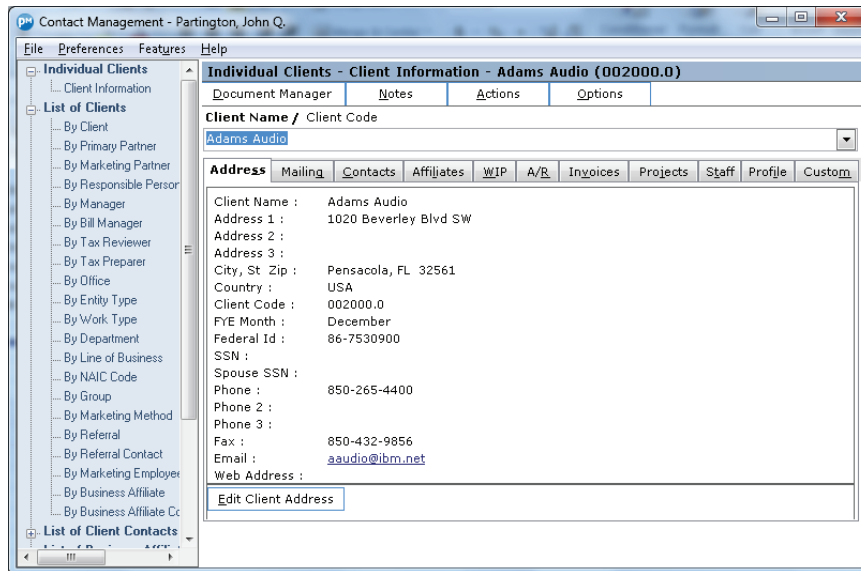 PM Contact Management - Partington, John Q.
File Preferences Features Help
Individual Clients
Client Information
List of Clients
By Client
By Primary Partner
By Marketing Partner
By Responsible Person
By Manager
By Bill Manager
By Tax Reviewer
By Tax Preparer
By Office
By Entity Type
By Work Type
By Department
By Line of Business
By NAIC Code
By Group
By Marketing Method
By Referral
By Referral Contact
By Marketing Employee
By Business Affiliate
By Business Affiliate Co
List of Client Contacts
Individual Clients - Client Information - Adams Audio (002000.0)
Document Manager Notes Actions Options
Client Name / Client Code
Adams Audio
Address Mailing Contacts Affiliates WIP A/R Invoices Projects Staff Profile Custom
Client Name : Adams Audio
Address 1 : 1020 Beverley Blvd SW
Address 2 :
Address 3 :
City, St Zip : Pensacola, FL 32561
Country : USA
Client Code : 002000.0
FYE Month : December
Federal Id : 86-7530900
SSN :
Spouse SSN :
Phone : 850-265-4400
Phone 2 :
Phone 3 :
Fax : 850-432-9856
Email : aaudio@ibm.net
Web Address :
Edit Client Address